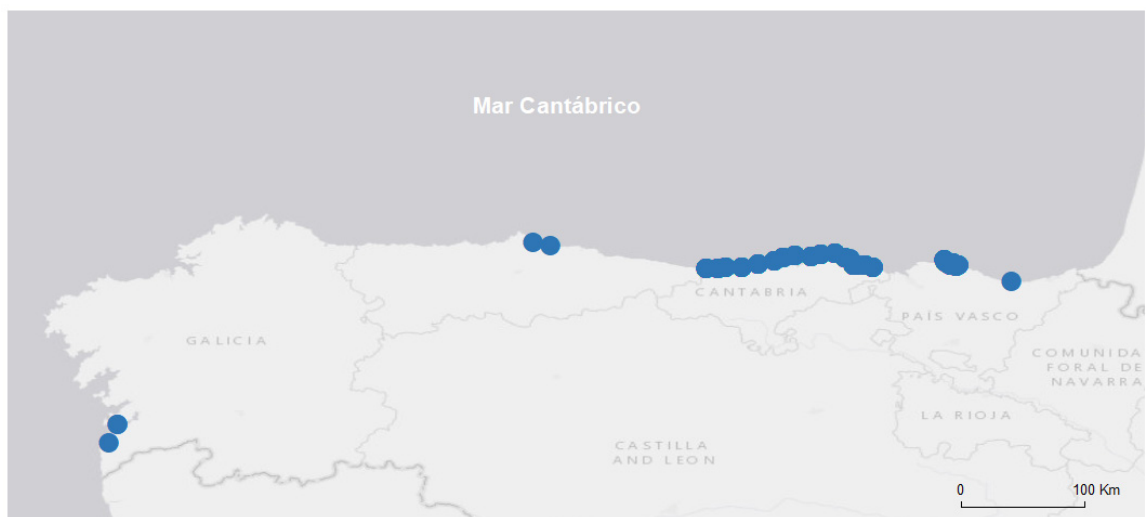 Mar Cantábrico
CANTABRIA
PAÍS VASCO
GALICIA
COMUNIDA
FORAL DE
NAVARRA
LA RIOJA
CASTILLA
AND LEON
0 100 Km